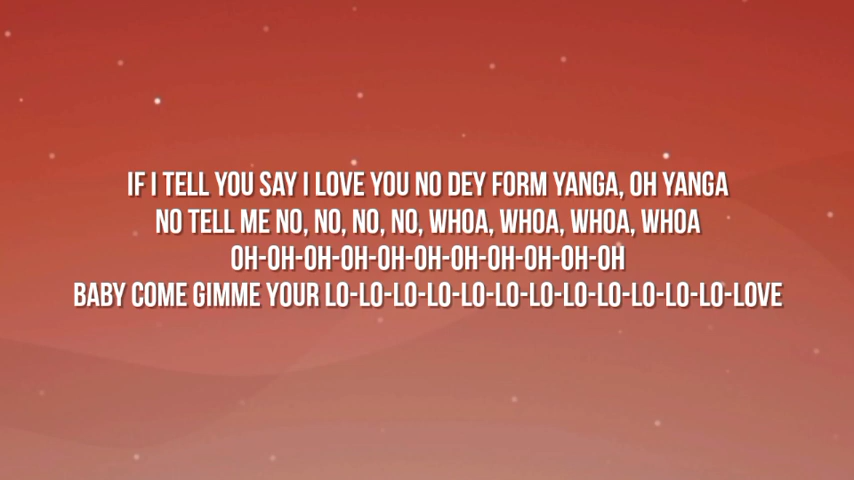 IF I TELL YOU SAY I LOVE YOU NO DEY FORM YANGA, OH YANGA
NO TELL ME NO, NO, NO, NO, WHOA, WHOA, WHOA, WHOA
OH-OH-OH-OH-OH-OH-OH-OH-OH-OH-OH
BABY COME GIMME YOUR LO-LO-LO-LO-LO-LO-LO-LO-LO-LO-LO-LO-LOVE